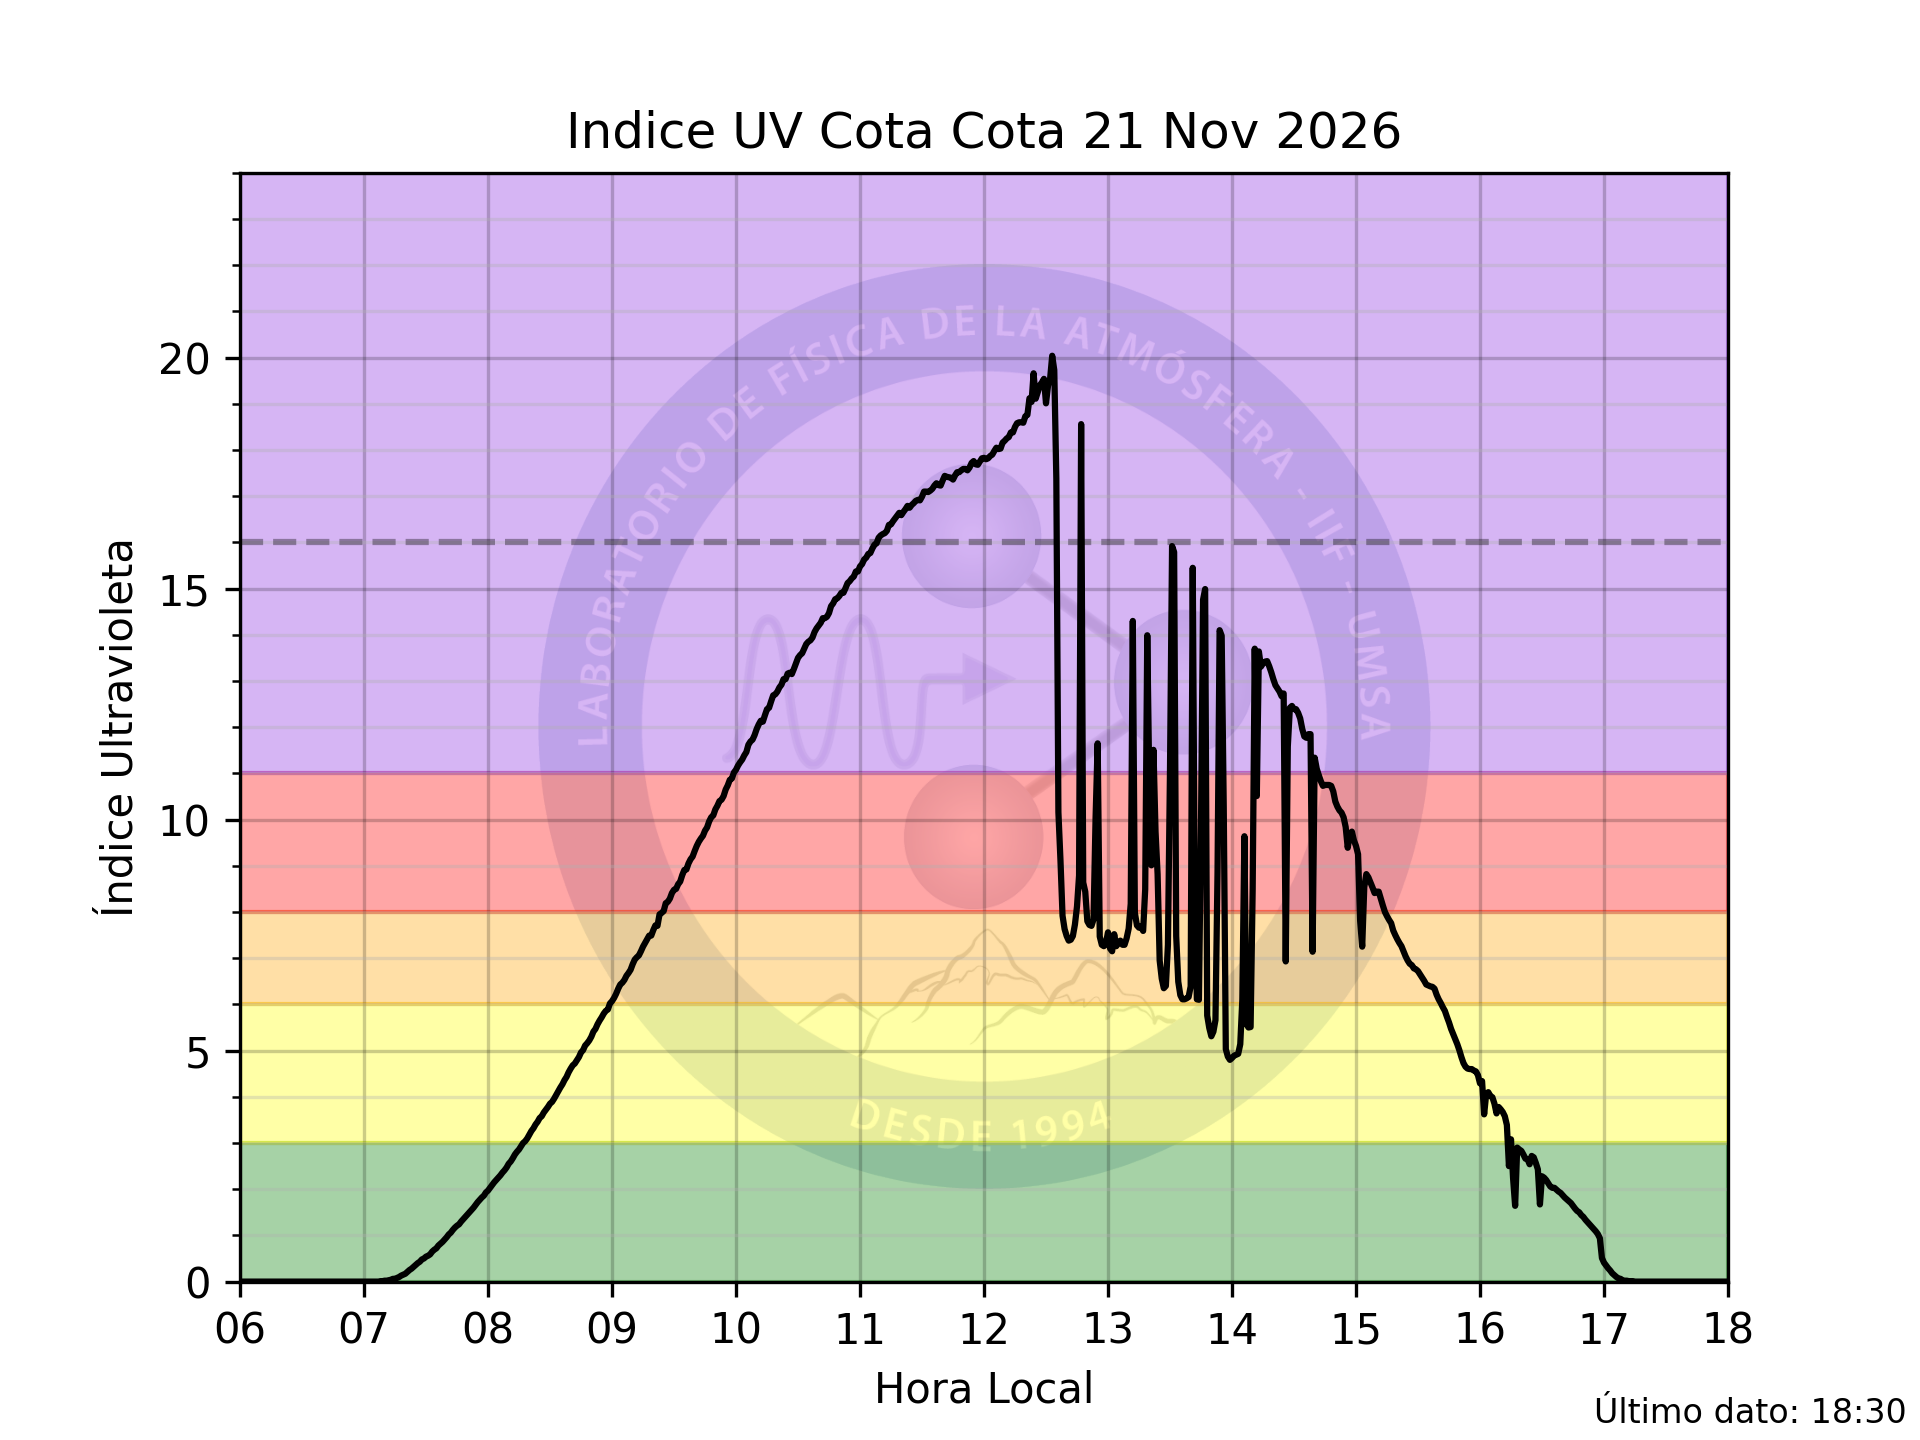 Indice UV Cota Cota 21 Nov 2026
Índice Ultravioleta
20
15
10
5
0
LABORATORIO DE FÍSICA DE LA ATMÓSFERA - IIF - UMSA
DESDE 1994
06 07 08 09 10 11 12 13 14 15 16 17 18
Hora Local
Último dato: 18:30